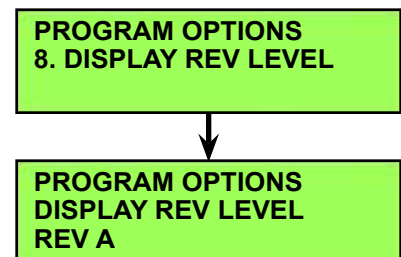 PROGRAM OPTIONS
8. DISPLAY REV LEVEL
PROGRAM OPTIONS
DISPLAY REV LEVEL
REV A